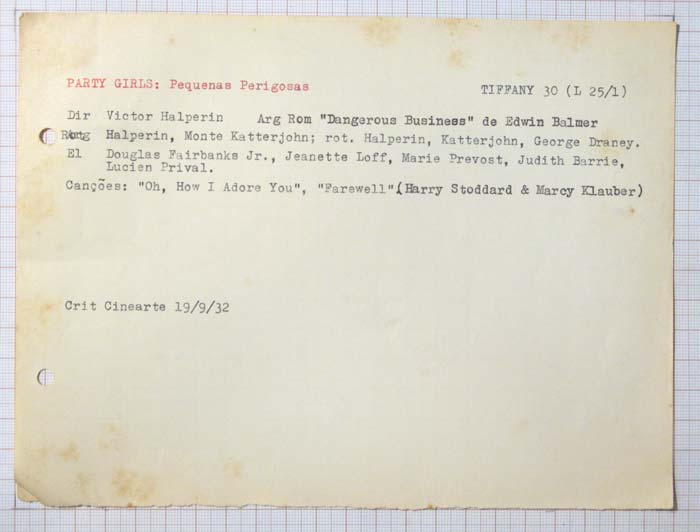 PARTY GIRLS: Pequenas Perigosas TIFFANY 30 (L 25/1)
Dir Victor Halperin Arg Rom "Dangerous Business" de Edwin Balmer
Halperin, Monte Katterjohn; rot. Halperin, Katterjohn, George Draney.
El Douglas Fairbanks Jr., Jeanette Loff, Marie Prevost, Judith Barrie,
Lucien Prival.
Canções: "Oh, How I Adore You", "Farewell"(Harry Stoddard & Marcy Klauber)
Crit Cinearte 19/9/32